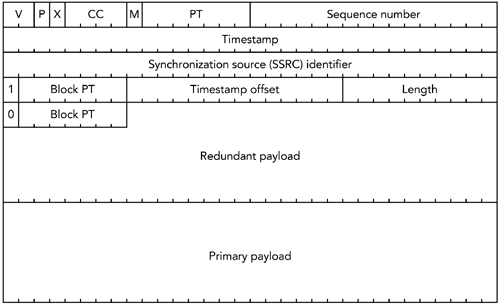 V P X CC M PT Sequence number
Timestamp
Synchronization source (SSRC) identifier
1 Block PT Timestamp offset Length
0 Block PT
Redundant payload
Primary payload